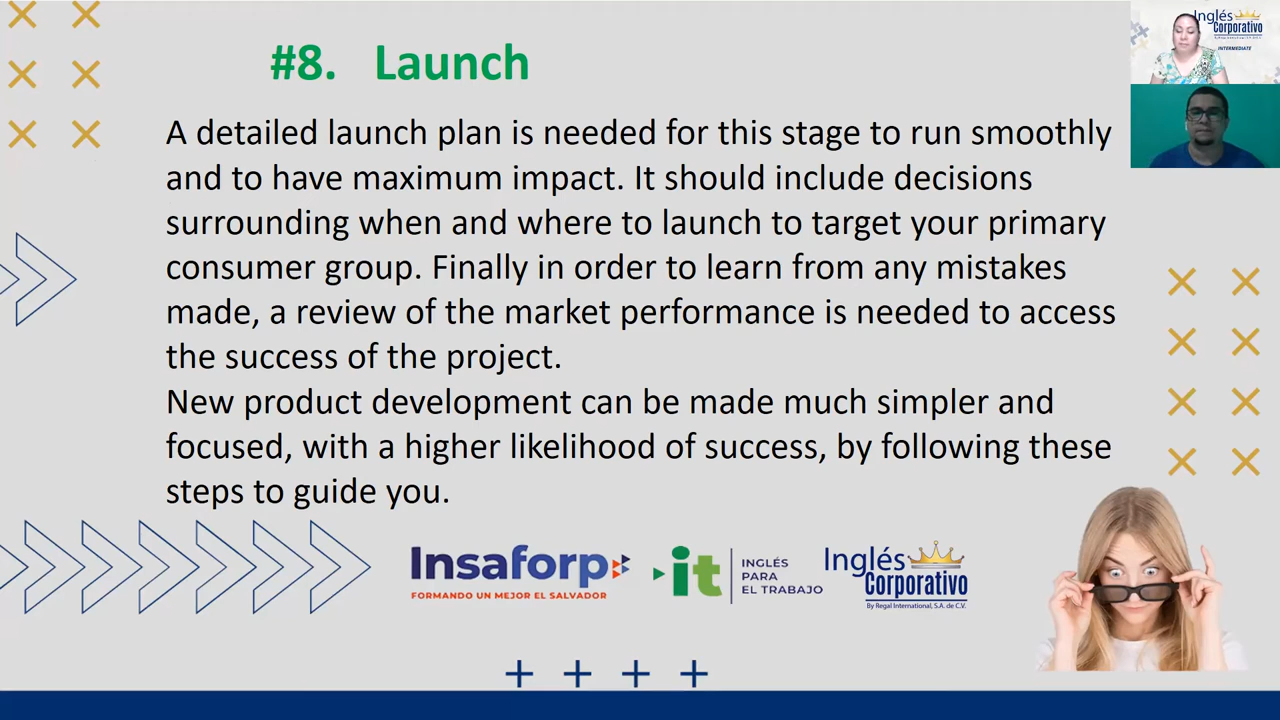 #8. Launch
A detailed launch plan is needed for this stage to run smoothly
and to have maximum impact. It should include decisions
surrounding when and where to launch to target your primary
consumer group. Finally in order to learn from any mistakes
made, a review of the market performance is needed to access
the success of the project.
New product development can be made much simpler and
focused, with a higher likelihood of success, by following these
steps to guide you.
Insaforp
FORMANDO UN MEJOR EL SALVADOR
it
INGLÉS
PARA
EL TRABAJO
Inglés
Corporativo
By Regal International, S.A. de C.V.
Inglés
Corporativo
INTERMEDIATE